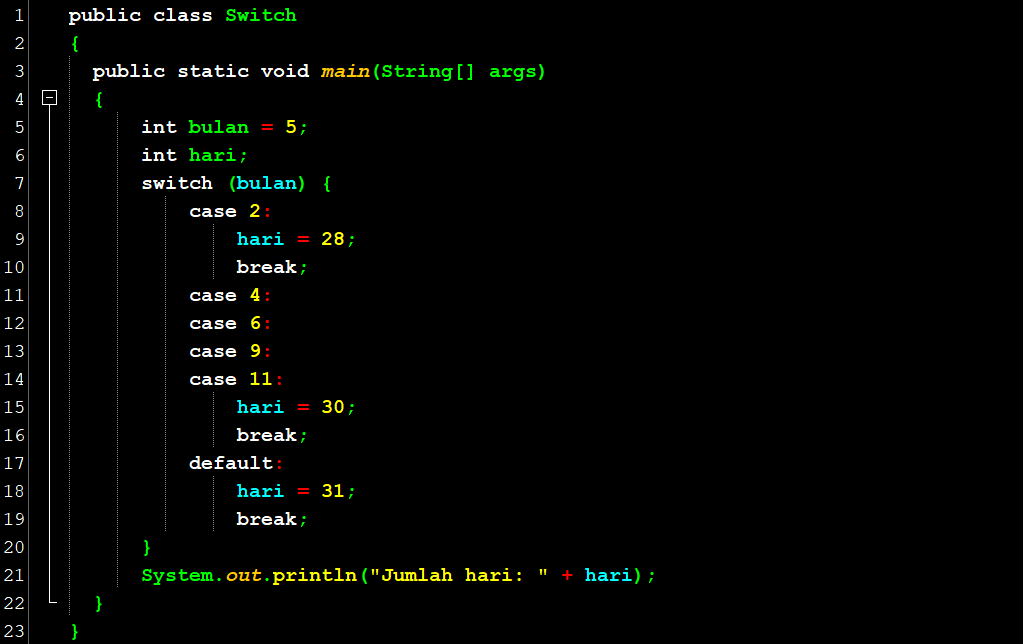 1 public class Switch
2 {
3 public static void main(String[] args)
4 {
5 int bulan = 5;
6 int hari;
7 switch (bulan) {
8 case 2:
9 hari = 28;
10 break;
11 case 4:
12 case 6:
13 case 9:
14 case 11:
15 hari = 30;
16 break;
17 default:
18 hari = 31;
19 break;
20 }
21 System.out.println("Jumlah hari: " + hari);
22 }
23 }